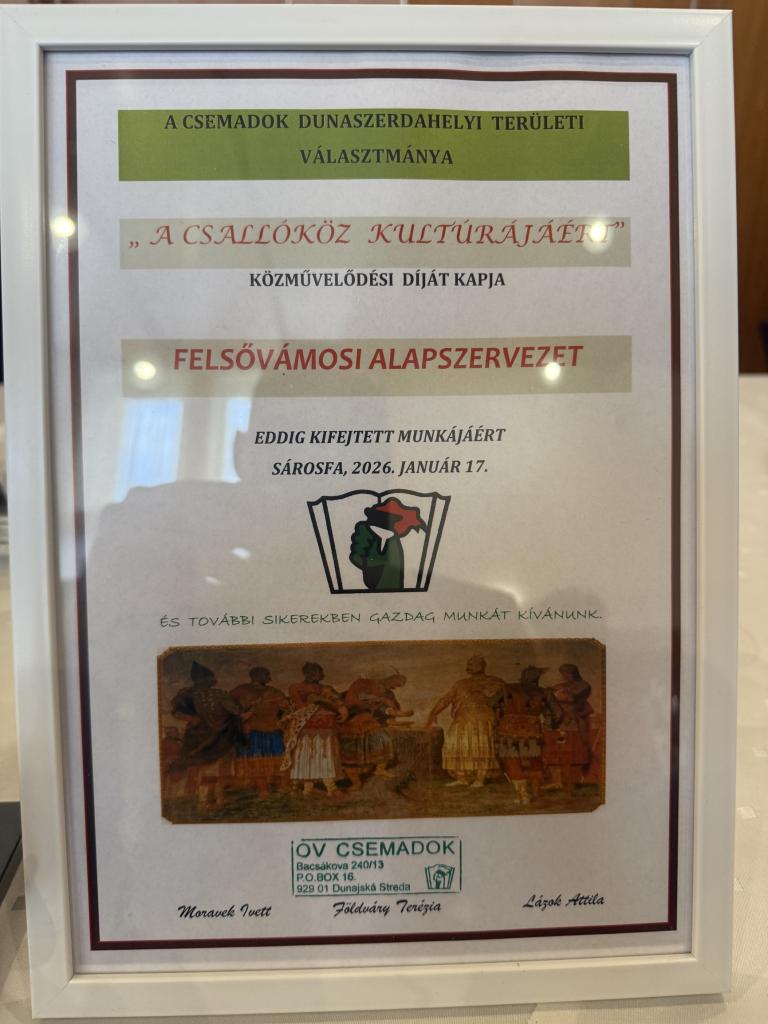 A CSEMADOK DUNASZERDAHELYI TERÜLETI
VÁLASZTMÁNYA
„ A CSALLÓKÖZ KULTÚRÁJÁÉRT”
KÖZMŰVELŐDÉSI DÍJÁT KAPJA
FELSŐVÁMOSI ALAPSZERVEZET
EDDIG KIFEJTETT MUNKÁJÁÉRT
SÁROSFA, 2026. JANUÁR 17.
ÉS TOVÁBBI SIKEREKBEN GAZDAG MUNKÁT KÍVÁNUNK.
OV CSEMADOK
Bacsákova 240/13
P.O.BOX 16.
929 01 Dunajská Streda
Moravek Ivett Földváry Terézia Lázok Attila